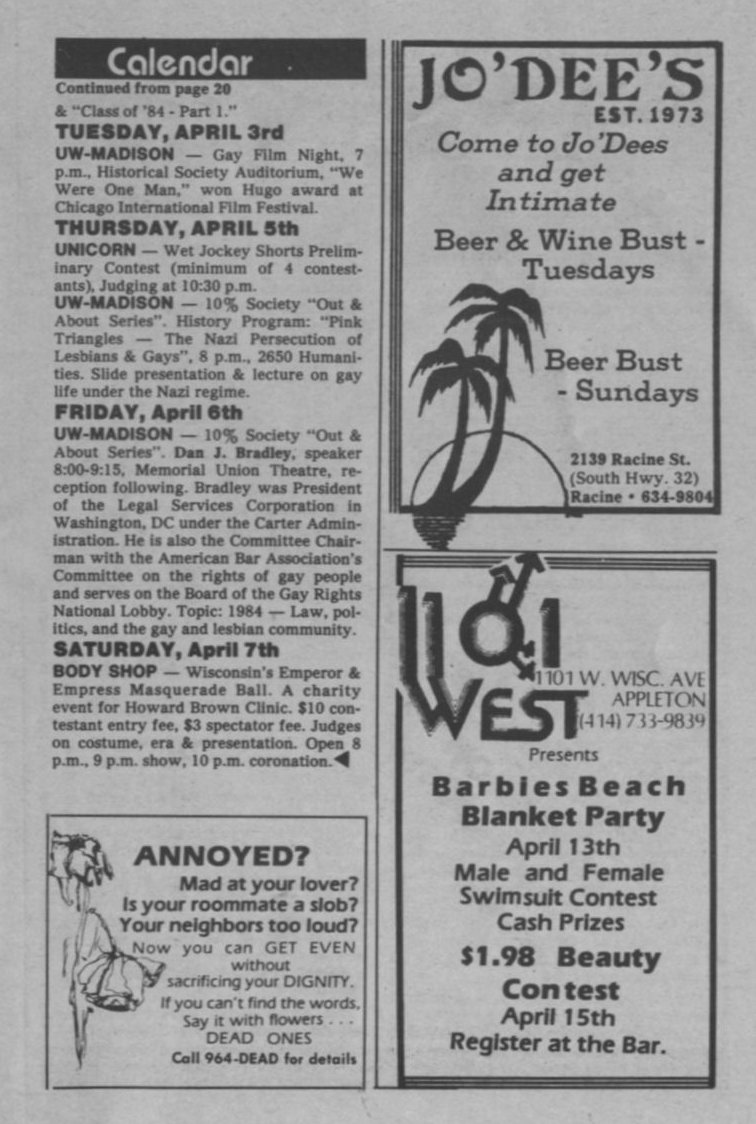 Calendar
Continued from page 20
& "Class of '84 - Part 1."
TUESDAY, APRIL 3rd
UW-MADISON — Gay Film Night, 7
p.m., Historical Society Auditorium, "We
Were One Man," won Hugo award at
Chicago International Film Festival.
THURSDAY, APRIL 5th
UNICORN — Wet Jockey Shorts Prelim-
inary Contest (minimum of 4 contest-
ants), Judging at 10:30 p.m.
UW-MADISON — 10% Society "Out &
About Series". History Program: "Pink
Triangles — The Nazi Persecution of
Lesbians & Gays", 8 p.m., 2650 Humani-
ties. Slide presentation & lecture on gay
life under the Nazi regime.
FRIDAY, April 6th
UW-MADISON — 10% Society "Out &
About Series". Dan J. Bradley, speaker
8:00-9:15, Memorial Union Theatre, re-
ception following. Bradley was President
of the Legal Services Corporation in
Washington, DC under the Carter Admin-
istration. He is also the Committee Chair-
man with the American Bar Association's
Committee on the rights of gay people
and serves on the Board of the Gay Rights
National Lobby. Topic: 1984 — Law, pol-
itics, and the gay and lesbian community.
SATURDAY, April 7th
BODY SHOP — Wisconsin's Emperor &
Empress Masquerade Ball. A charity
event for Howard Brown Clinic. $10 con-
testant entry fee, $3 spectator fee. Judges
on costume, era & presentation. Open 8
p.m., 9 p.m. show, 10 p.m. coronation.◀
ANNOYED?
Mad at your lover?
Is your roommate a slob?
Your neighbors too loud?
Now you can GET EVEN
without
sacrificing your DIGNITY.
If you can't find the words,
Say it with flowers . . .
DEAD ONES
Call 964-DEAD for details
JO'DEE'S
EST. 1973
Come to Jo'Dees
and get
Intimate
Beer & Wine Bust -
Tuesdays
Beer Bust
- Sundays
2139 Racine St.
(South Hwy. 32)
Racine • 634-9804
1101
WEST
1101 W. WISC. AVE
APPLETON
(414) 733-9839
Presents
Barbies Beach
Blanket Party
April 13th
Male and Female
Swimsuit Contest
Cash Prizes
$1.98 Beauty
Contest
April 15th
Register at the Bar.